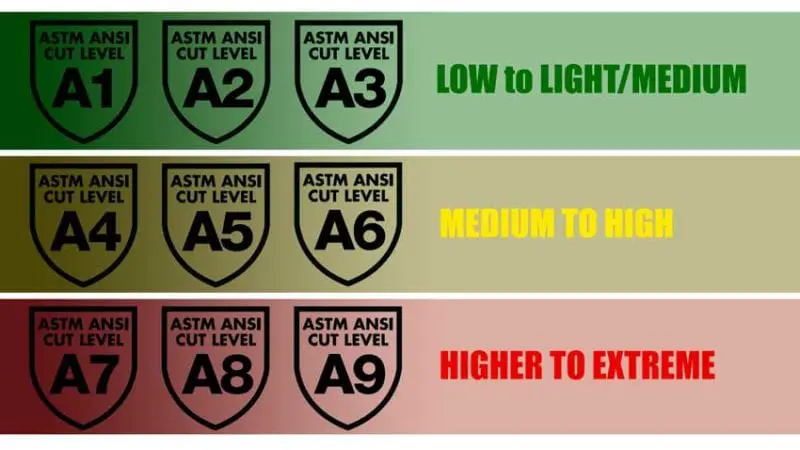 ASTM ANSI
CUT LEVEL
A1
ASTM ANSI
CUT LEVEL
A2
ASTM ANSI
CUT LEVEL
A3
LOW to LIGHT/MEDIUM
ASTM ANSI
CUT LEVEL
A4
ASTM ANSI
CUT LEVEL
A5
ASTM ANSI
CUT LEVEL
A6
MEDIUM TO HIGH
ASTM ANSI
CUT LEVEL
A7
ASTM ANSI
CUT LEVEL
A8
ASTM ANSI
CUT LEVEL
A9
HIGHER TO EXTREME